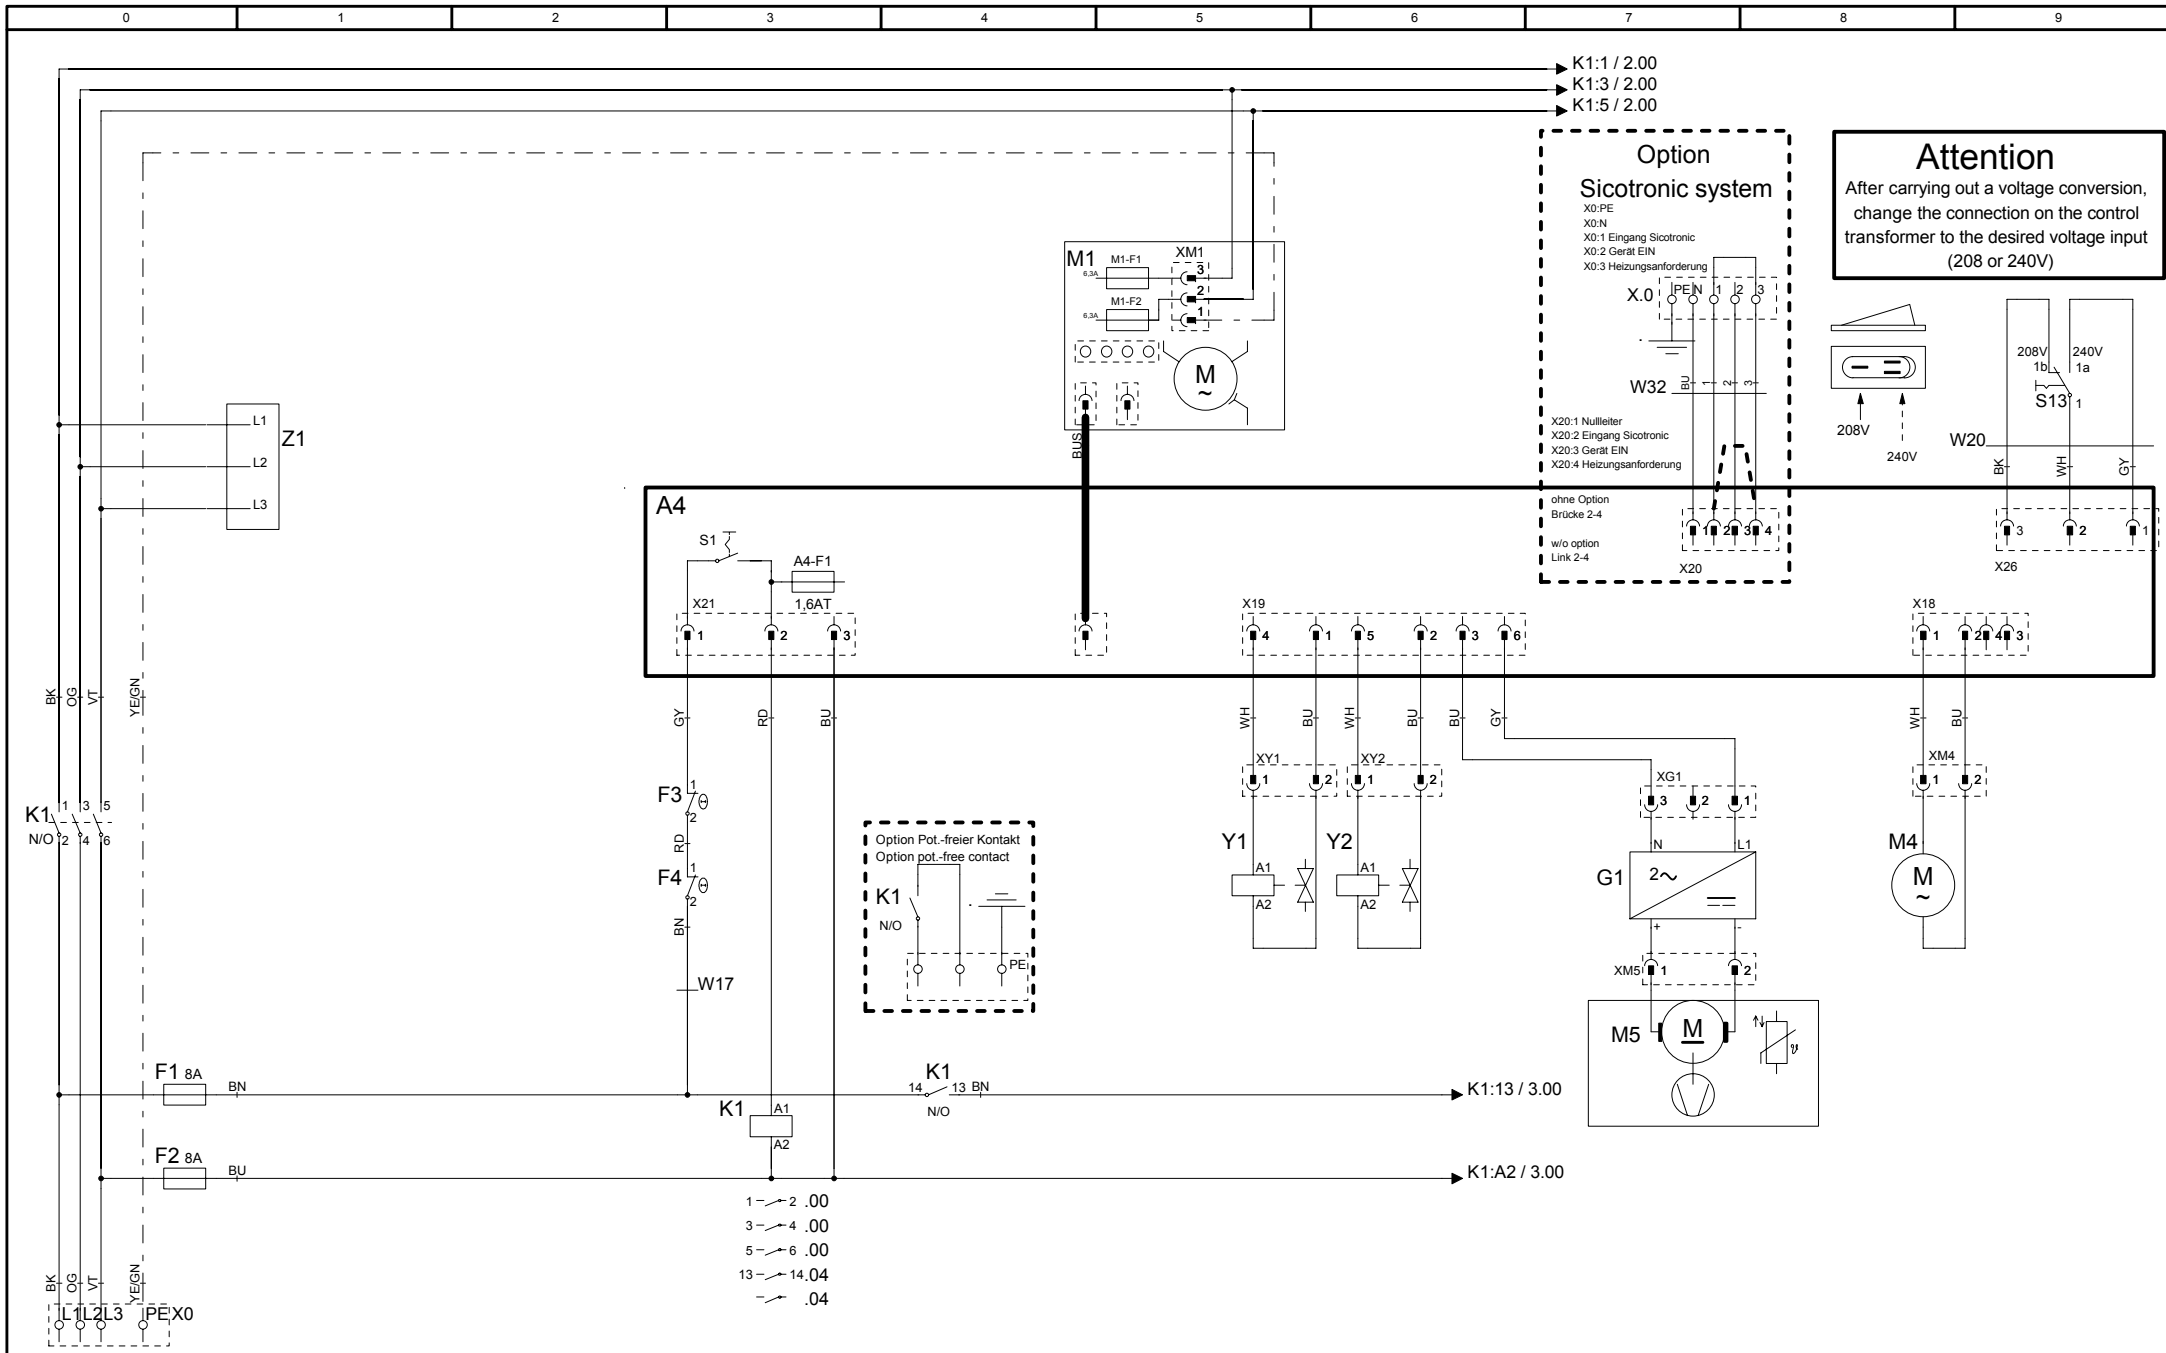 0 1 2 3 4 5 6 7 8 9
K1:1 / 2.00
K1:3 / 2.00
K1:5 / 2.00
Option
Sicotronic system
X0:PE
X0:N
X0:1 Eingang Sicotronic
X0:2 Gerät EIN
X0:3 Heizungsanforderung
X.0 PE N 1 2 3
W32 BU 1 2 3
X20:1 Nullleiter
X20:2 Eingang Sicotronic
X20:3 Gerät EIN
X20:4 Heizungsanforderung
ohne Option
Brücke 2-4
w/o option
Link 2-4
1 2 3 4
X20
Attention
After carrying out a voltage conversion,
change the connection on the control
transformer to the desired voltage input
(208 or 240V)
208V
240V
208V 240V
1b 1a
S13 1
W20
BK WH GY
3 2 1
X26
M1 M1-F1 XM1
6,3A 3
M1-F2 2
6,3A 1
M
~
BUS
L1
Z1
L2
L3
A4
S1
A4-F1
1,6AT
X21
1 2 3
X19
4 1 5 2 3 6
X18
1 2 4 3
BK OG VT YE/GN
GY RD BU
WH BU WH BU BU GY
WH BU
XY1
1 2
XY2
1 2
XG1
3 2 1
XM4
1 2
K1 1 3 5
N/O 2 4 6
F3 1
2
RD
F4 1
2
BN
W17
Option Pot.-freier Kontakt
Option pot.-free contact
K1
N/O
PE
Y1
A1
A2
Y2
A1
A2
N L1
G1 2~
+ -
XM5 1 2
M5 M
ϑ
M4
M
~
F1 8A BN
K1
14 13 BN
N/O
K1:13 / 3.00
K1 A1
A2
F2 8A BU
K1:A2 / 3.00
1 2 .00
3 4 .00
5 6 .00
13 14 .04
.04
BK OG VT YE/GN
L1 L2 L3 PE X0